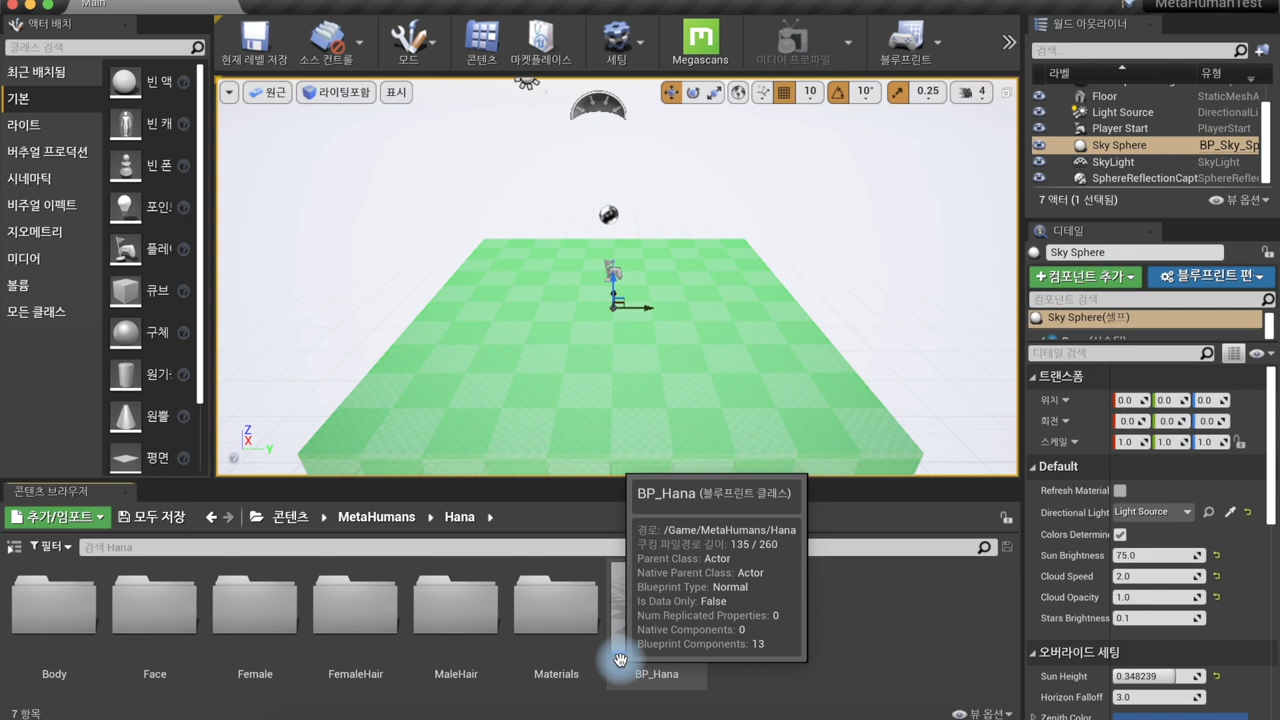 Main
MetaHumanTest
액터 배치
클래스 검색
최근 배치됨
기본
라이트
버추얼 프로덕션
시네마틱
비주얼 이펙트
지오메트리
미디어
볼륨
모든 클래스
빈 액
빈 캐
빈 폰
포인
플레이
큐브
구체
원기
원뿔
평면
현재 레벨 저장
소스 컨트롤
모드
콘텐츠
마켓플레이스
세팅
Megascans
미디어 프로파일
블루프린트
원근
라이팅포함
표시
10
10°
0.25
4
Z
X
Y
월드 아웃라이너
검색...
라벨
유형
Floor
StaticMeshA
Light Source
DirectionalLi
Player Start
PlayerStart
Sky Sphere
BP_Sky_Sp
SkyLight
SkyLight
SphereReflectionCapt
SphereReflec
7 액터 (1 선택됨)
뷰 옵션
디테일
Sky Sphere
+컴포넌트 추가
블루프린트 편
컴포넌트 검색
Sky Sphere(셀프)
디테일 검색
트랜스폼
위치
0.0
0.0
0.0
회전
0.0
0.0
0.0
스케일
1.0
1.0
1.0
Default
Refresh Material
Directional Light
Light Source
Colors Determin
Sun Brightness
75.0
Cloud Speed
2.0
Cloud Opacity
1.0
Stars Brightness
0.1
오버라이드 세팅
Sun Height
0.348239
Horizon Falloff
3.0
Zenith Color
콘텐츠 브라우저
추가/임포트
모두 저장
콘텐츠
MetaHumans
Hana
필터
검색 Hana
Body
Face
Female
FemaleHair
MaleHair
Materials
BP_Hana
7 항목
뷰 옵션
BP_Hana (블루프린트 클래스)
경로: /Game/MetaHumans/Hana
쿠킹 파일경로 길이: 135 / 260
Parent Class: Actor
Native Parent Class: Actor
Blueprint Type: Normal
Is Data Only: False
Num Replicated Properties: 0
Native Components: 0
Blueprint Components: 13